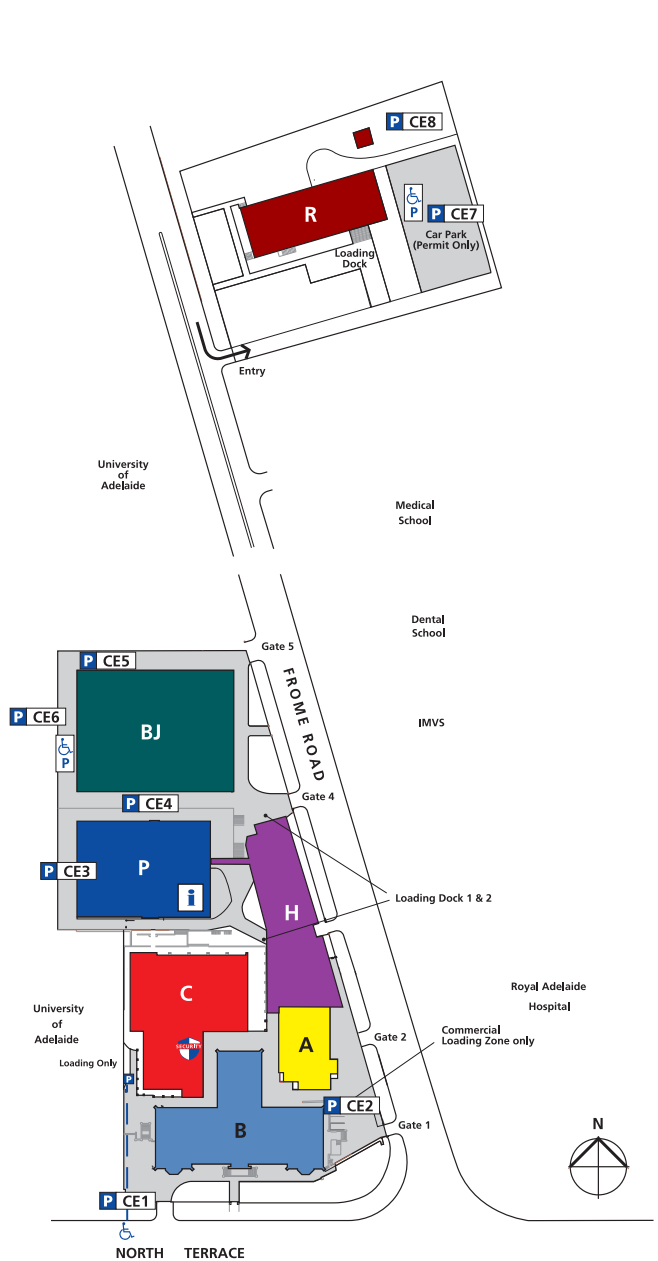 P CE8
R
P
P CE7
Car Park
(Permit Only)
Loading
Dock
Entry
University
of
Adelaide
Medical
School
Dental
School
Gate 5
P CE5
FROME ROAD
P CE6
BJ
IMVS
P
P CE4
Gate 4
P CE3
P
i
H
Loading Dock 1 & 2
C
Royal Adelaide
Hospital
University
of
Adelaide
Commercial
Loading Zone only
Gate 2
A
SECURITY
Loading Only
P
P CE2
B
Gate 1
N
P CE1
NORTH TERRACE